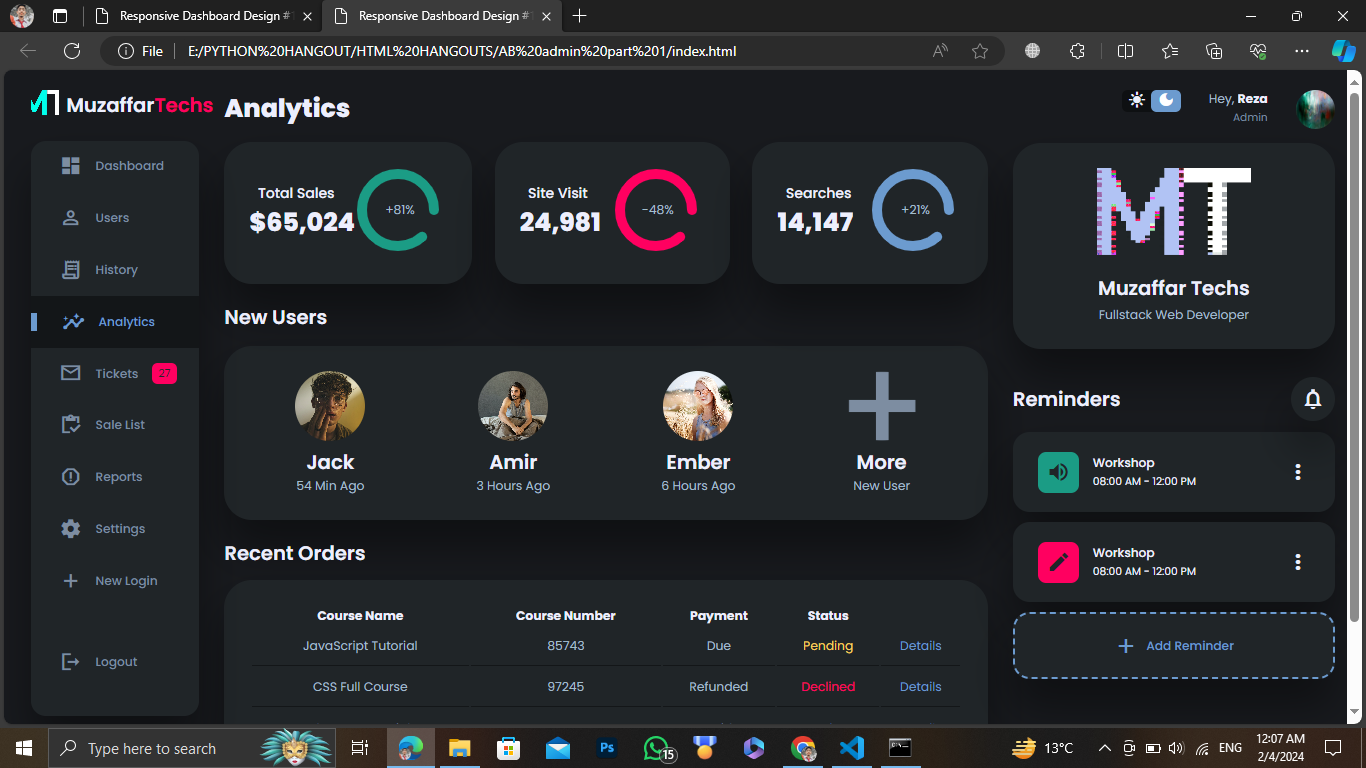 Responsive Dashboard Design #
Responsive Dashboard Design #
File
E:/PYTHON%20HANGOUT/HTML%20HANGOUTS/AB%20admin%20part%201/index.html
MuzaffarTechs
Analytics
Hey, Reza
Admin
Dashboard
Users
History
Analytics
Tickets 27
Sale List
Reports
Settings
New Login
Logout
Total Sales
$65,024
+81%
Site Visit
24,981
-48%
Searches
14,147
+21%
New Users
Jack
54 Min Ago
Amir
3 Hours Ago
Ember
6 Hours Ago
More
New User
Recent Orders
Course Name Course Number Payment Status
JavaScript Tutorial 85743 Due Pending Details
CSS Full Course 97245 Refunded Declined Details
MT
Muzaffar Techs
Fullstack Web Developer
Reminders
Workshop
08:00 AM - 12:00 PM
Workshop
08:00 AM - 12:00 PM
Add Reminder
Type here to search
Ps
15
13°C
ENG
12:07 AM
2/4/2024